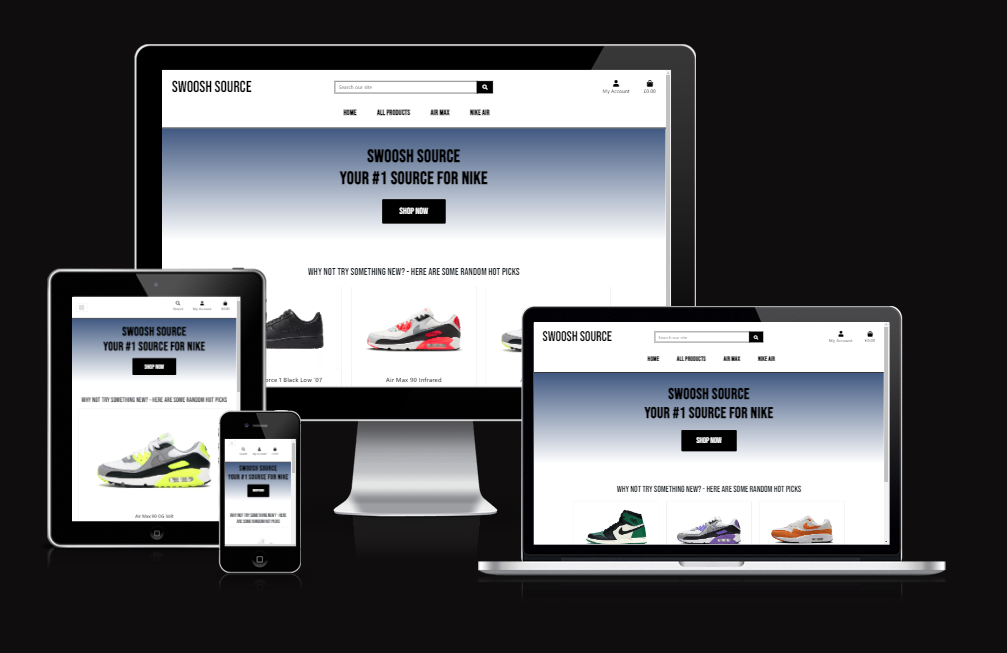 SWOOSH SOURCE
Search our site
My Account
£0.00
HOME
ALL PRODUCTS
AIR MAX
NIKE AIR
SWOOSH SOURCE
YOUR #1 SOURCE FOR NIKE
SHOP NOW
WHY NOT TRY SOMETHING NEW? - HERE ARE SOME RANDOM HOT PICKS
orce 1 Black Low '07
Air Max 90 Infrared
A
Search
My Account
£0.00
SWOOSH SOURCE
YOUR #1 SOURCE FOR NIKE
SHOP NOW
WHY NOT TRY SOMETHING NEW? - HERE ARE SOME RANDOM HOT PICKS
Air Max 90 OG Volt
SWOOSH SOURCE
YOUR #1 SOURCE FOR NIKE
SHOP NOW
WHY NOT TRY SOMETHING NEW? - HERE
ARE SOME RANDOM HOT PICKS
SWOOSH SOURCE
Search our site
My Account
£0.00
HOME
ALL PRODUCTS
AIR MAX
NIKE AIR
SWOOSH SOURCE
YOUR #1 SOURCE FOR NIKE
SHOP NOW
WHY NOT TRY SOMETHING NEW? - HERE ARE SOME RANDOM HOT PICKS